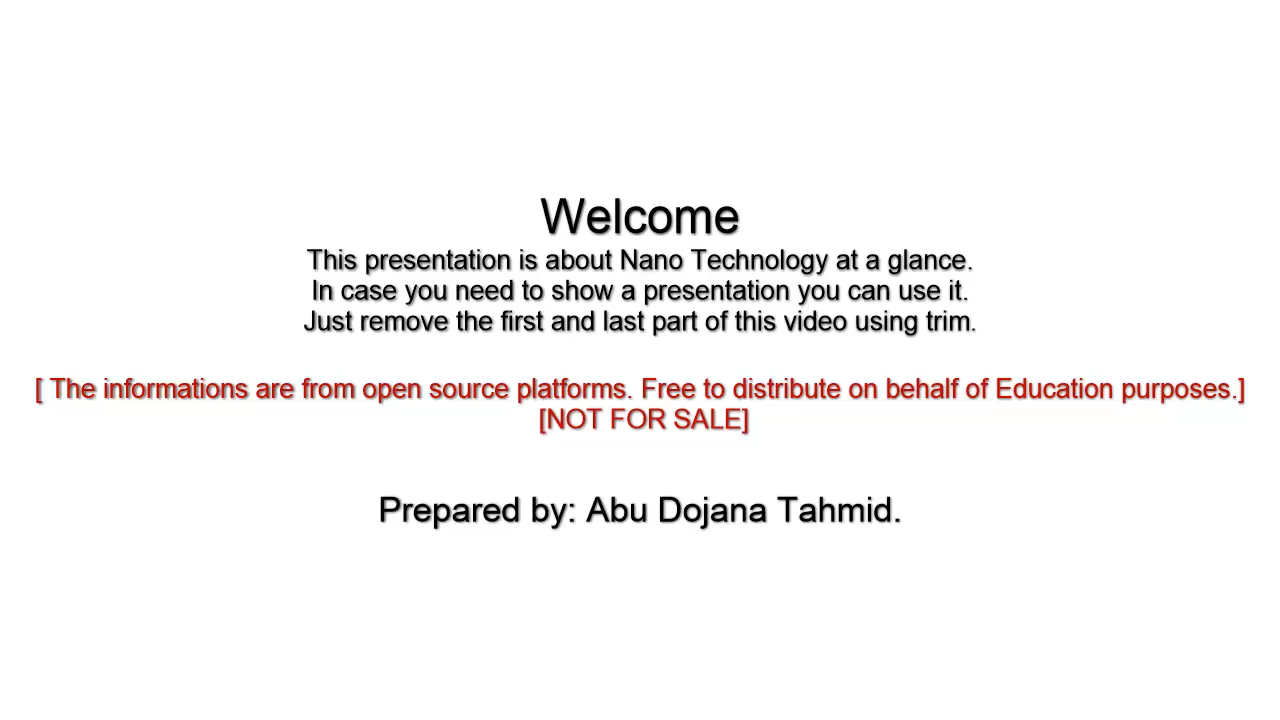 Welcome
This presentation is about Nano Technology at a glance.
In case you need to show a presentation you can use it.
Just remove the first and last part of this video using trim.
[ The informations are from open source platforms. Free to distribute on behalf of Education purposes.]
[NOT FOR SALE]
Prepared by: Abu Dojana Tahmid.